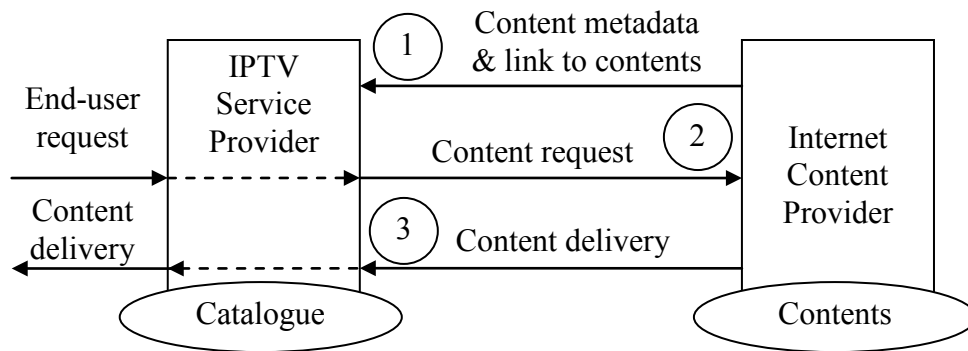 1
Content metadata
& link to contents
IPTV
Service
Provider
End-user
request
2
Content request
Internet
Content
Provider
Content
delivery
3
Content delivery
Catalogue
Contents